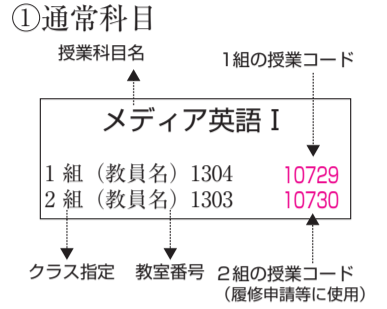 ①通常科目
授業科目名
1組の授業コード
メディア英語Ⅰ
1 組（教員名）1304 10729
2 組（教員名）1303 10730
クラス指定 教室番号 2組の授業コード
（履修申請等に使用）